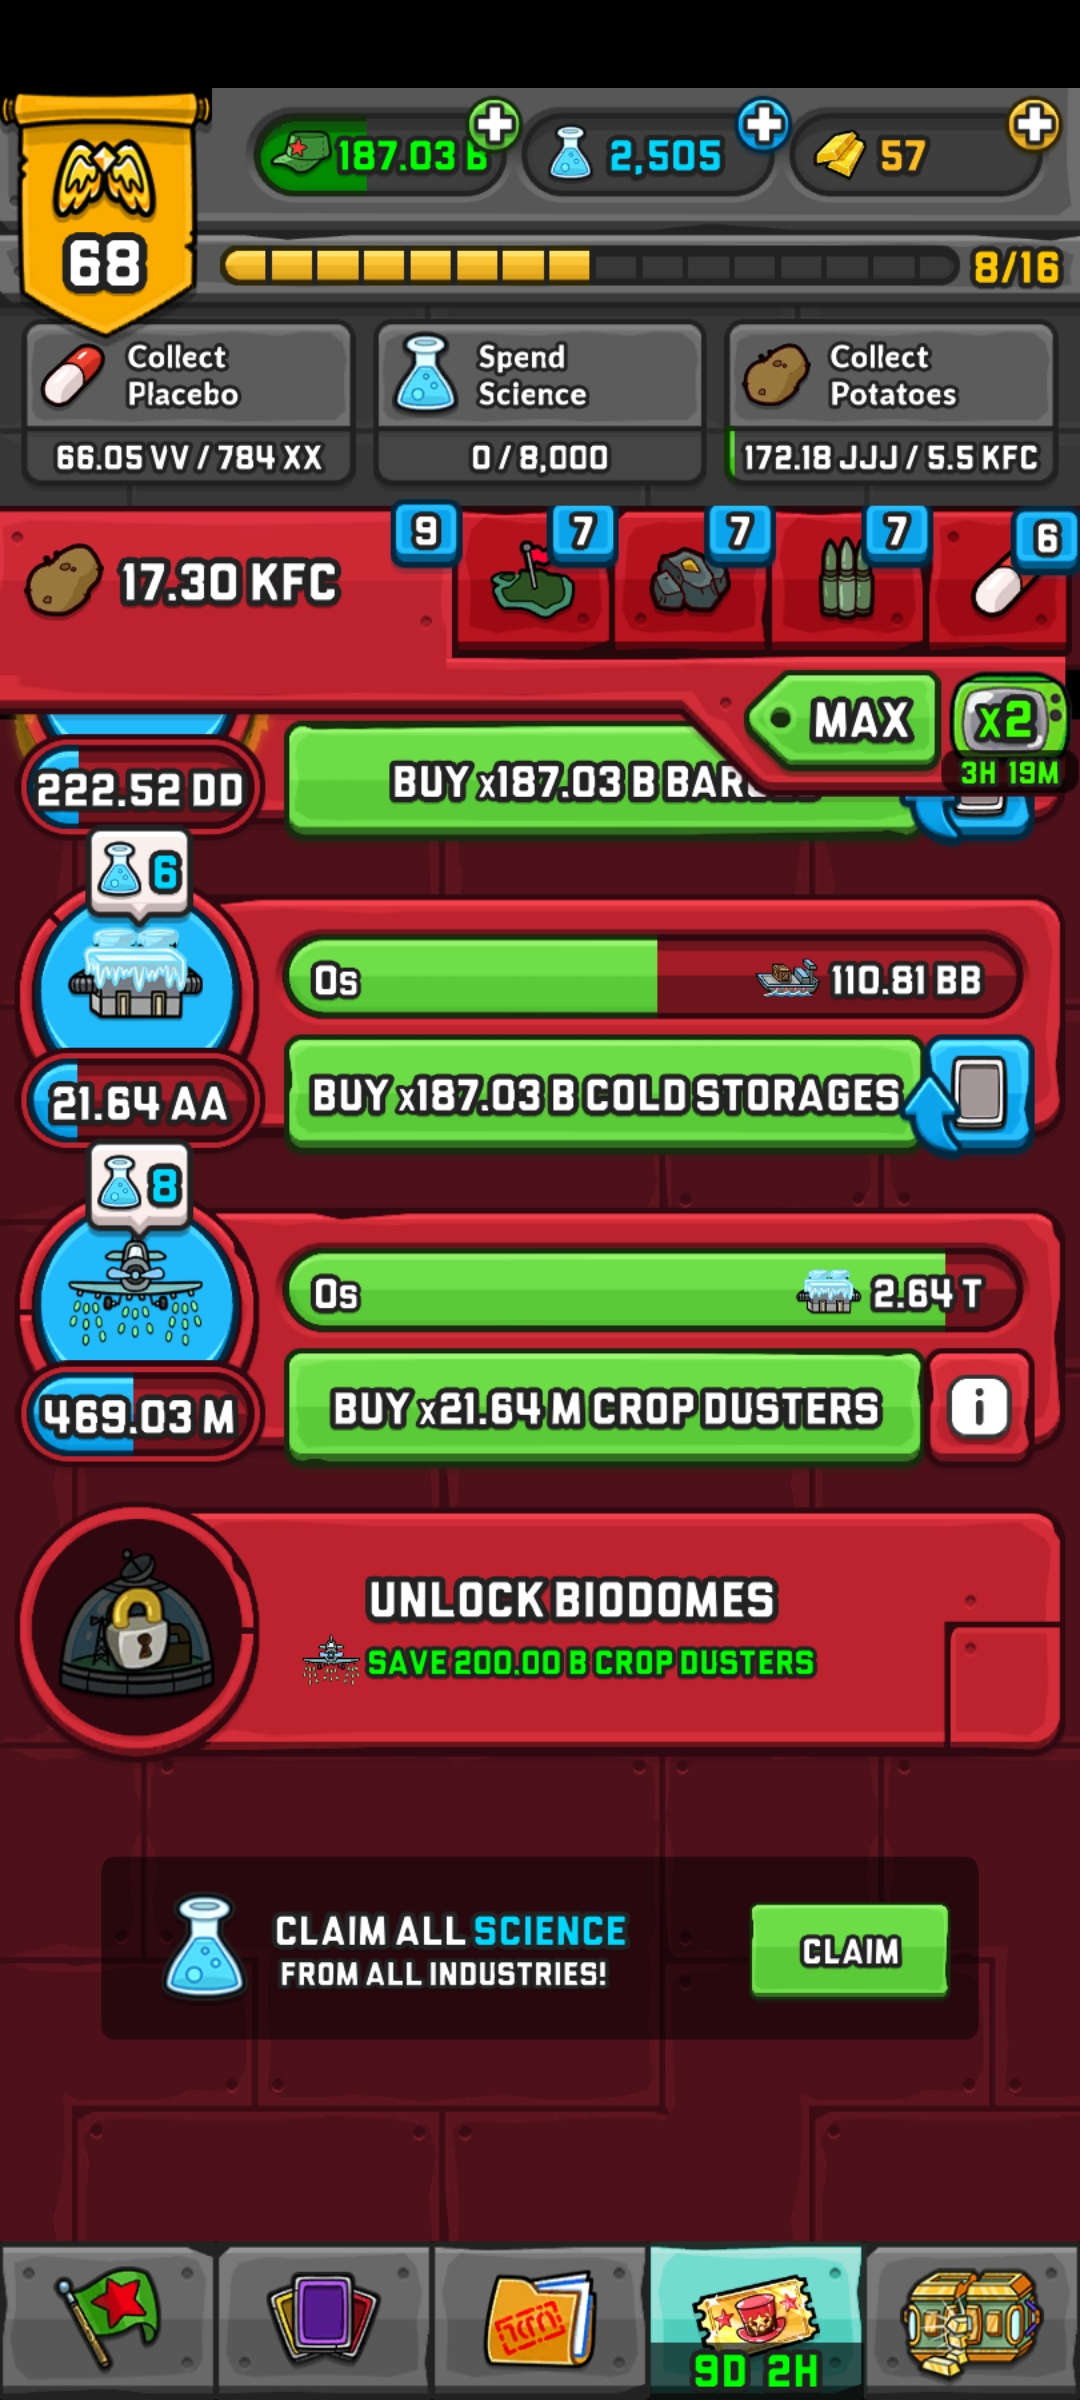 187.03 B
2,505
57
68
8/16
Collect
Placebo
66.05 VV / 784 XX
Spend
Science
0 / 8,000
Collect
Potatoes
172.18 JJJ / 5.5 KFC
17.30 KFC
9
7
7
7
6
MAX
x2
3H 19M
222.52 DD
BUY x187.03 B
6
0s
110.81 BB
21.64 AA
BUY x187.03 B COLD STORAGES
8
0s
2.64 T
469.03 M
BUY x21.64 M CROP DUSTERS
i
UNLOCK BIODOMES
SAVE 200.00 B CROP DUSTERS
CLAIM ALL SCIENCE
FROM ALL INDUSTRIES!
CLAIM
9D 2H